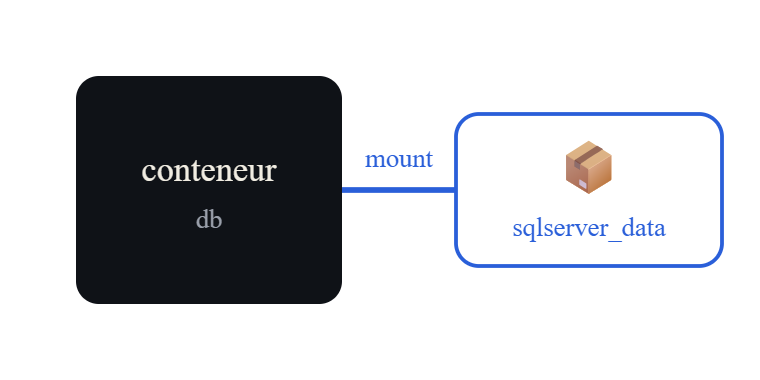 conteneur
db
mount
sqlserver_data